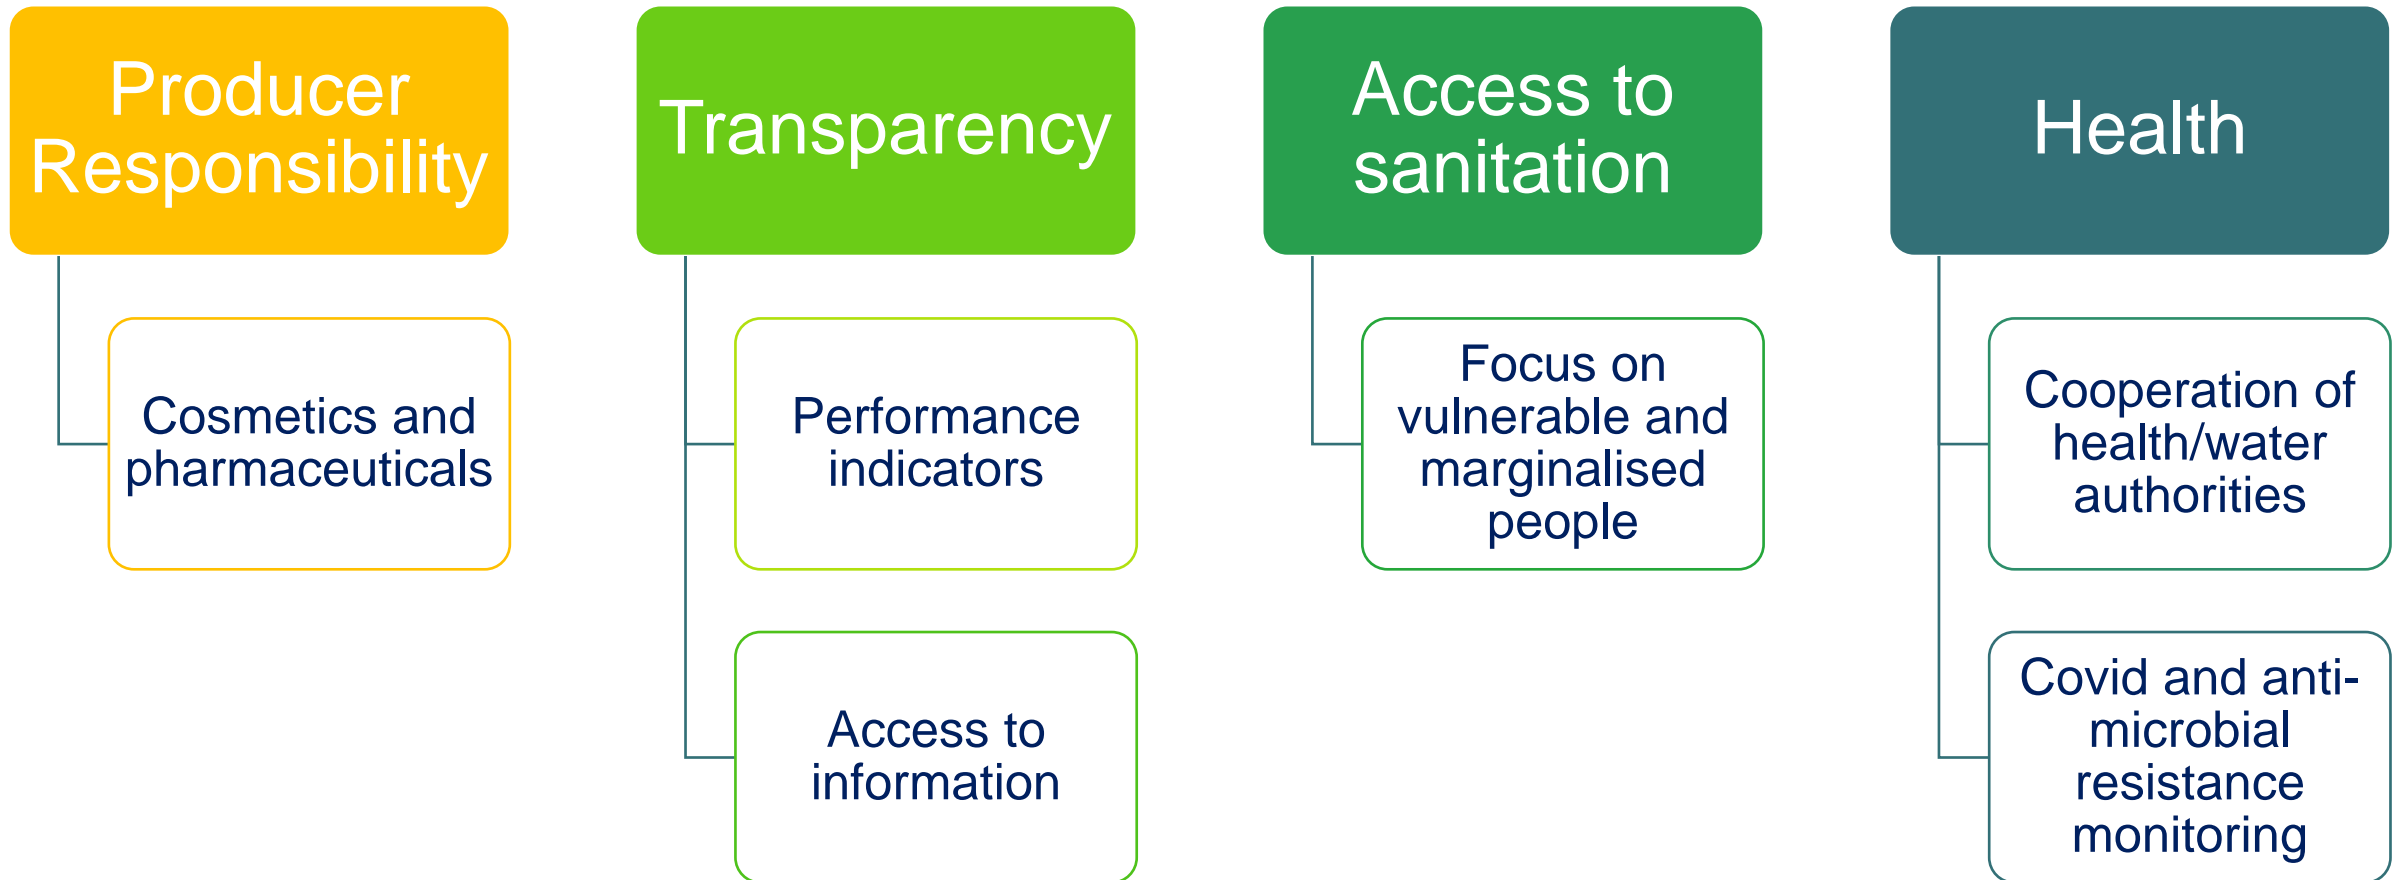 Producer
Responsibility
Cosmetics and
pharmaceuticals
Transparency
Performance
indicators
Access to
information
Access to
sanitation
Focus on
vulnerable and
marginalised
people
Health
Cooperation of
health/water
authorities
Covid and anti-
microbial
resistance
monitoring